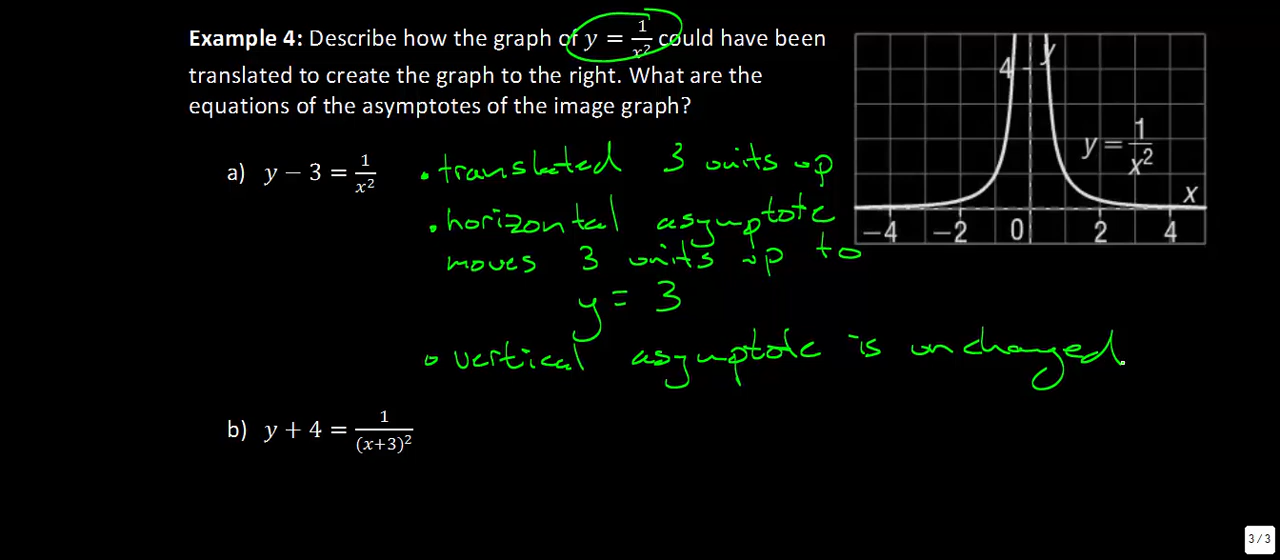 Example 4: Describe how the graph of y = 1/x² could have been
translated to create the graph to the right. What are the
equations of the asymptotes of the image graph?
a) y − 3 = 1/x²
• translated 3 units up
• horizontal asymptote
moves 3 units up to
y = 3
• vertical asymptote is unchanged.
b) y + 4 = 1/(x+3)²
y
4
y = 1/x²
x
−4 −2 0 2 4
3 / 3